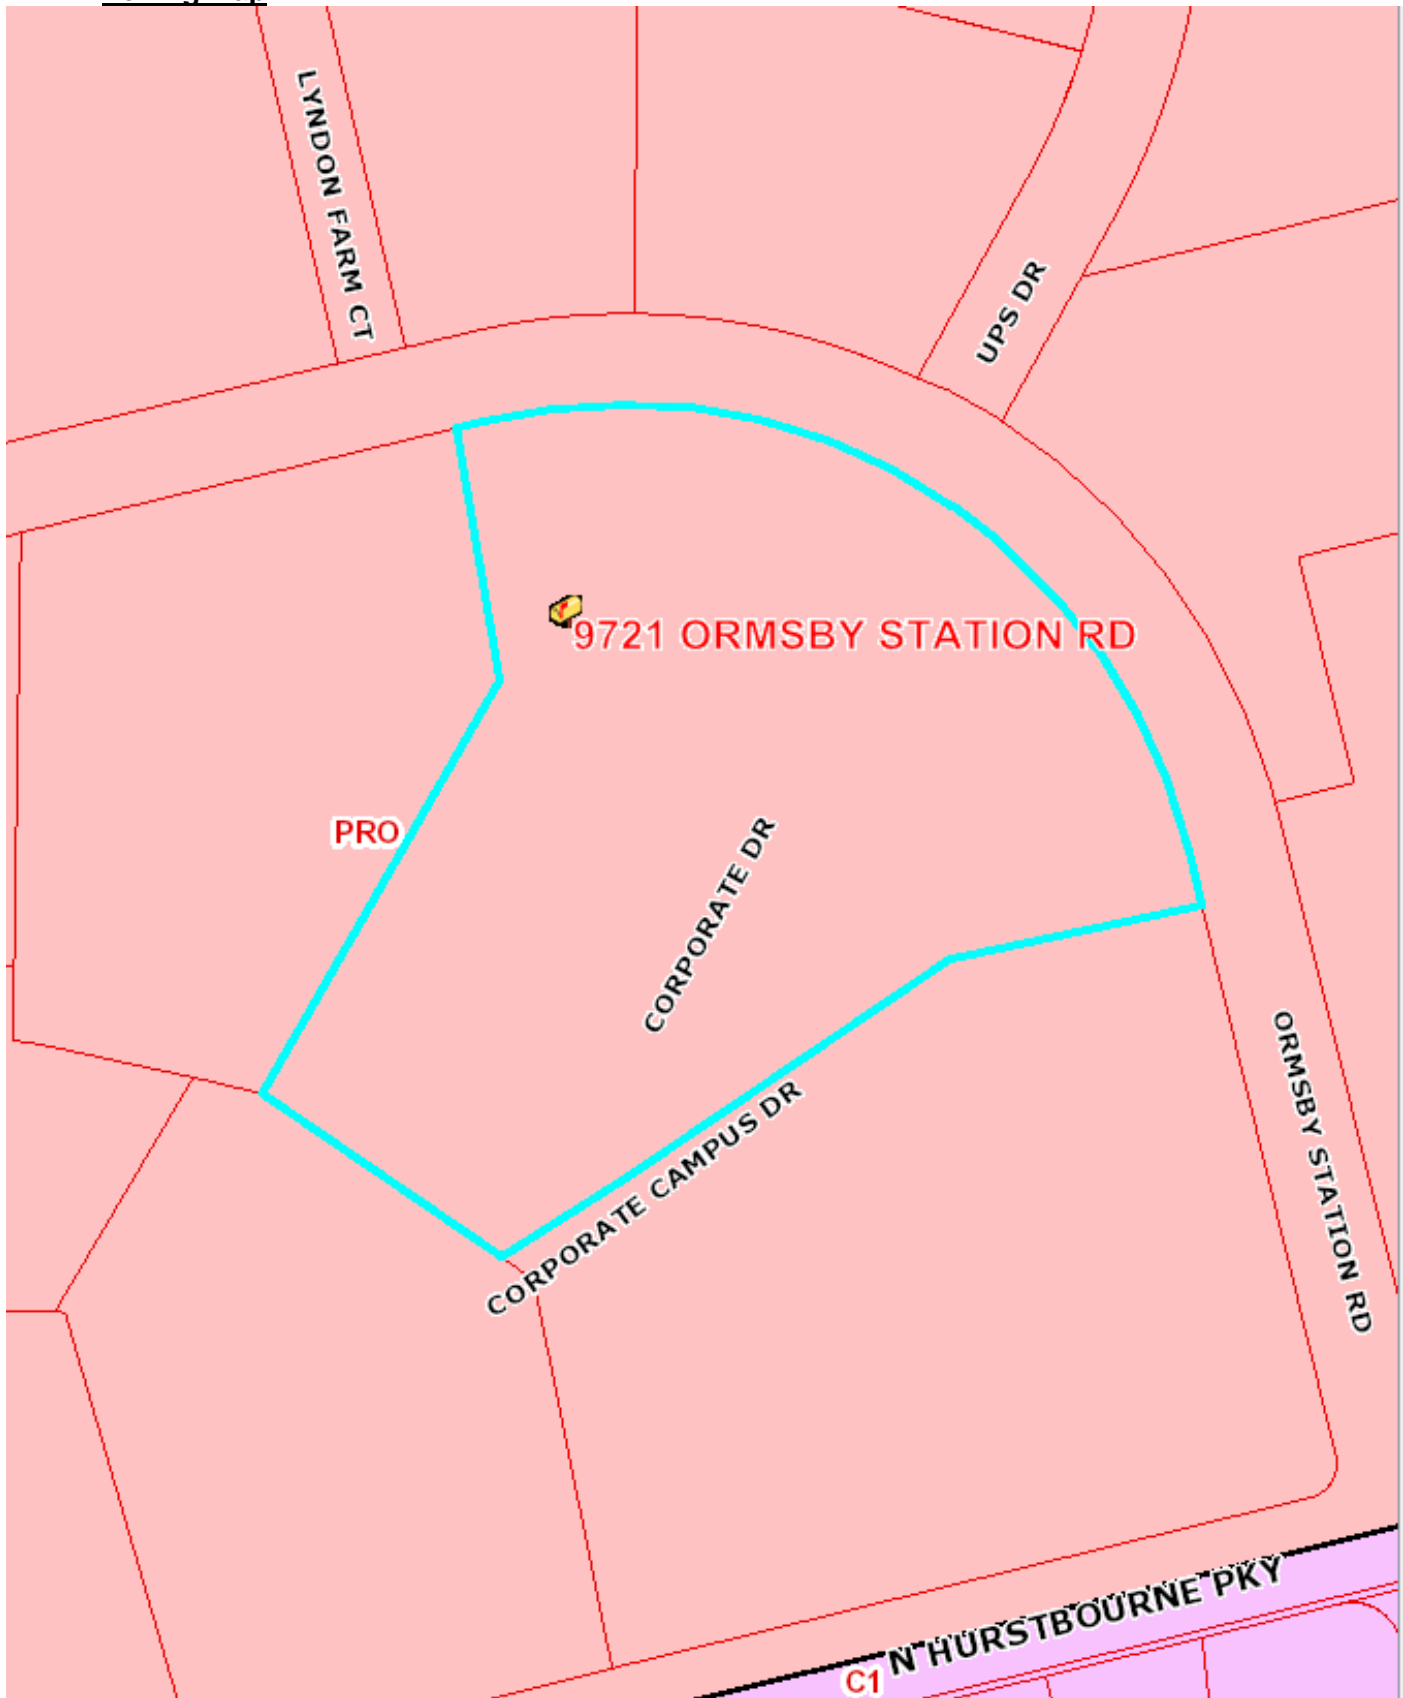 LYNDON FARM CT
UPS DR
9721 ORMSBY STATION RD
PRO
CORPORATE DR
ORMSBY STATION RD
CORPORATE CAMPUS DR
N HURSTBOURNE PKY
C1